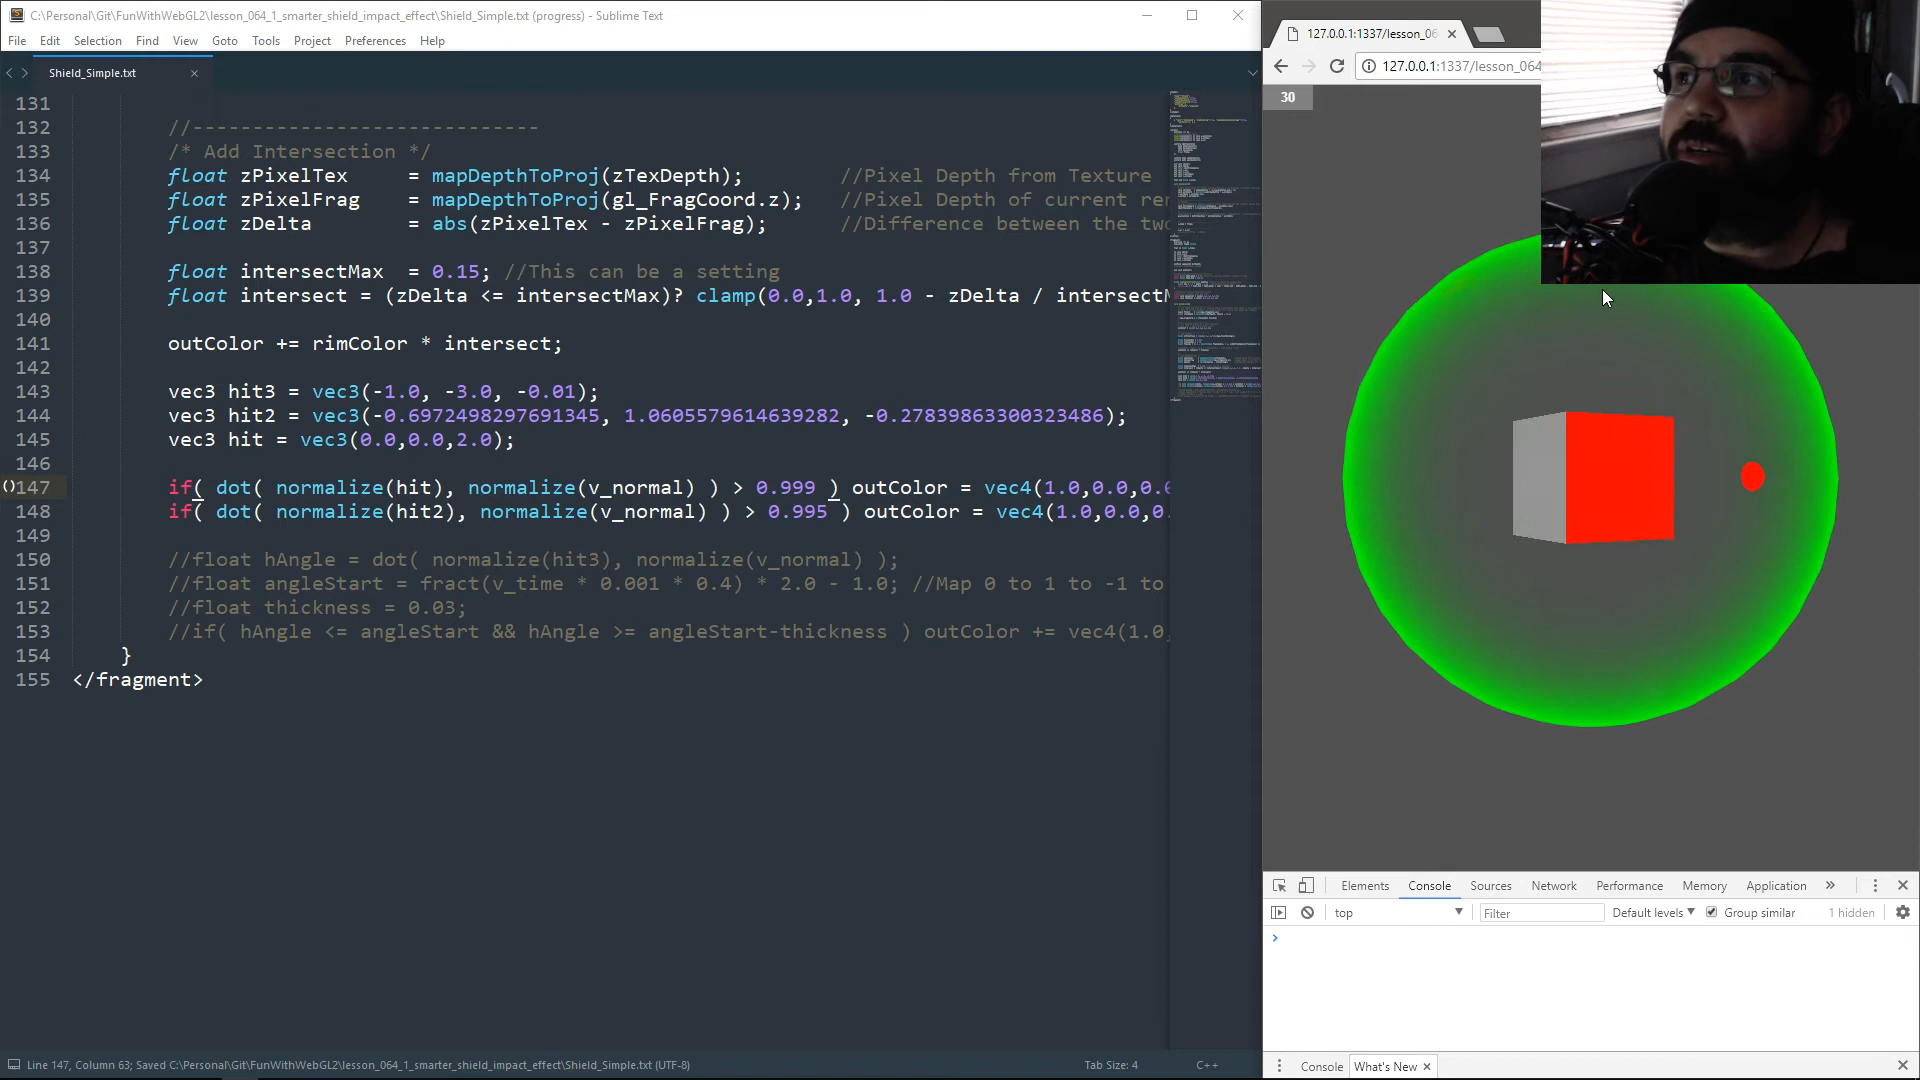 C:\Personal\Git\FunWithWebGL2\lesson_064_1_smarter_shield_impact_effect\Shield_Simple.txt (progress) - Sublime Text
File Edit Selection Find View Goto Tools Project Preferences Help
Shield_Simple.txt
131
132 //-----------------------------
133 /* Add Intersection */
134 float zPixelTex = mapDepthToProj(zTexDepth); //Pixel Depth from Texture
135 float zPixelFrag = mapDepthToProj(gl_FragCoord.z); //Pixel Depth of current re
136 float zDelta = abs(zPixelTex - zPixelFrag); //Difference between the two
137
138 float intersectMax = 0.15; //This can be a setting
139 float intersect = (zDelta <= intersectMax)? clamp(0.0,1.0, 1.0 - zDelta / intersectM
140
141 outColor += rimColor * intersect;
142
143 vec3 hit3 = vec3(-1.0, -3.0, -0.01);
144 vec3 hit2 = vec3(-0.6972498297691345, 1.0605579614639282, -0.27839863300323486);
145 vec3 hit = vec3(0.0,0.0,2.0);
146
147 if( dot( normalize(hit), normalize(v_normal) ) > 0.999 ) outColor = vec4(1.0,0.0,0.0
148 if( dot( normalize(hit2), normalize(v_normal) ) > 0.995 ) outColor = vec4(1.0,0.0,0.
149
150 //float hAngle = dot( normalize(hit3), normalize(v_normal) );
151 //float angleStart = fract(v_time * 0.001 * 0.4) * 2.0 - 1.0; //Map 0 to 1 to -1 to
152 //float thickness = 0.03;
153 //if( hAngle <= angleStart && hAngle >= angleStart-thickness ) outColor += vec4(1.0,
154 }
155 </fragment>
Line 147, Column 63; Saved C:\Personal\Git\FunWithWebGL2\lesson_064_1_smarter_shield_impact_effect\Shield_Simple.txt (UTF-8)
Tab Size: 4
C++
127.0.0.1:1337/lesson_06
127.0.0.1:1337/lesson_064
30
Elements Console Sources Network Performance Memory Application
top Filter Default levels Group similar 1 hidden
Console What's New